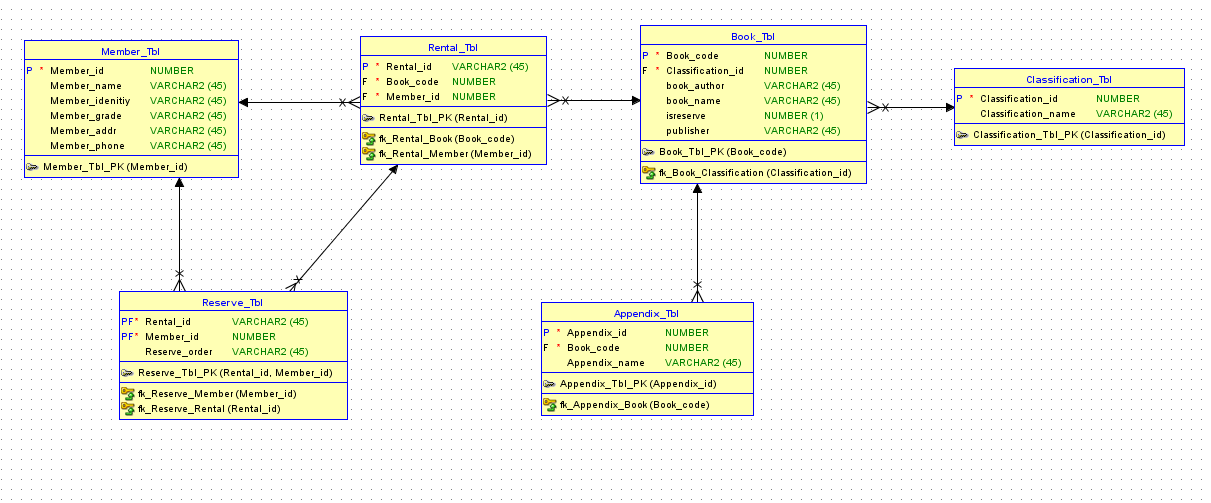 Member_Tbl
P * Member_id NUMBER
Member_name VARCHAR2 (45)
Member_idenitiy VARCHAR2 (45)
Member_grade VARCHAR2 (45)
Member_addr VARCHAR2 (45)
Member_phone VARCHAR2 (45)
Member_Tbl_PK (Member_id)
Rental_Tbl
P * Rental_id VARCHAR2 (45)
F * Book_code NUMBER
F * Member_id NUMBER
Rental_Tbl_PK (Rental_id)
fk_Rental_Book (Book_code)
fk_Rental_Member (Member_id)
Book_Tbl
P * Book_code NUMBER
F * Classification_id NUMBER
book_author VARCHAR2 (45)
book_name VARCHAR2 (45)
isreserve NUMBER (1)
publisher VARCHAR2 (45)
Book_Tbl_PK (Book_code)
fk_Book_Classification (Classification_id)
Classification_Tbl
P * Classification_id NUMBER
Classification_name VARCHAR2 (45)
Classification_Tbl_PK (Classification_id)
Reserve_Tbl
PF* Rental_id VARCHAR2 (45)
PF* Member_id NUMBER
Reserve_order VARCHAR2 (45)
Reserve_Tbl_PK (Rental_id, Member_id)
fk_Reserve_Member (Member_id)
fk_Reserve_Rental (Rental_id)
Appendix_Tbl
P * Appendix_id NUMBER
F * Book_code NUMBER
Appendix_name VARCHAR2 (45)
Appendix_Tbl_PK (Appendix_id)
fk_Appendix_Book (Book_code)